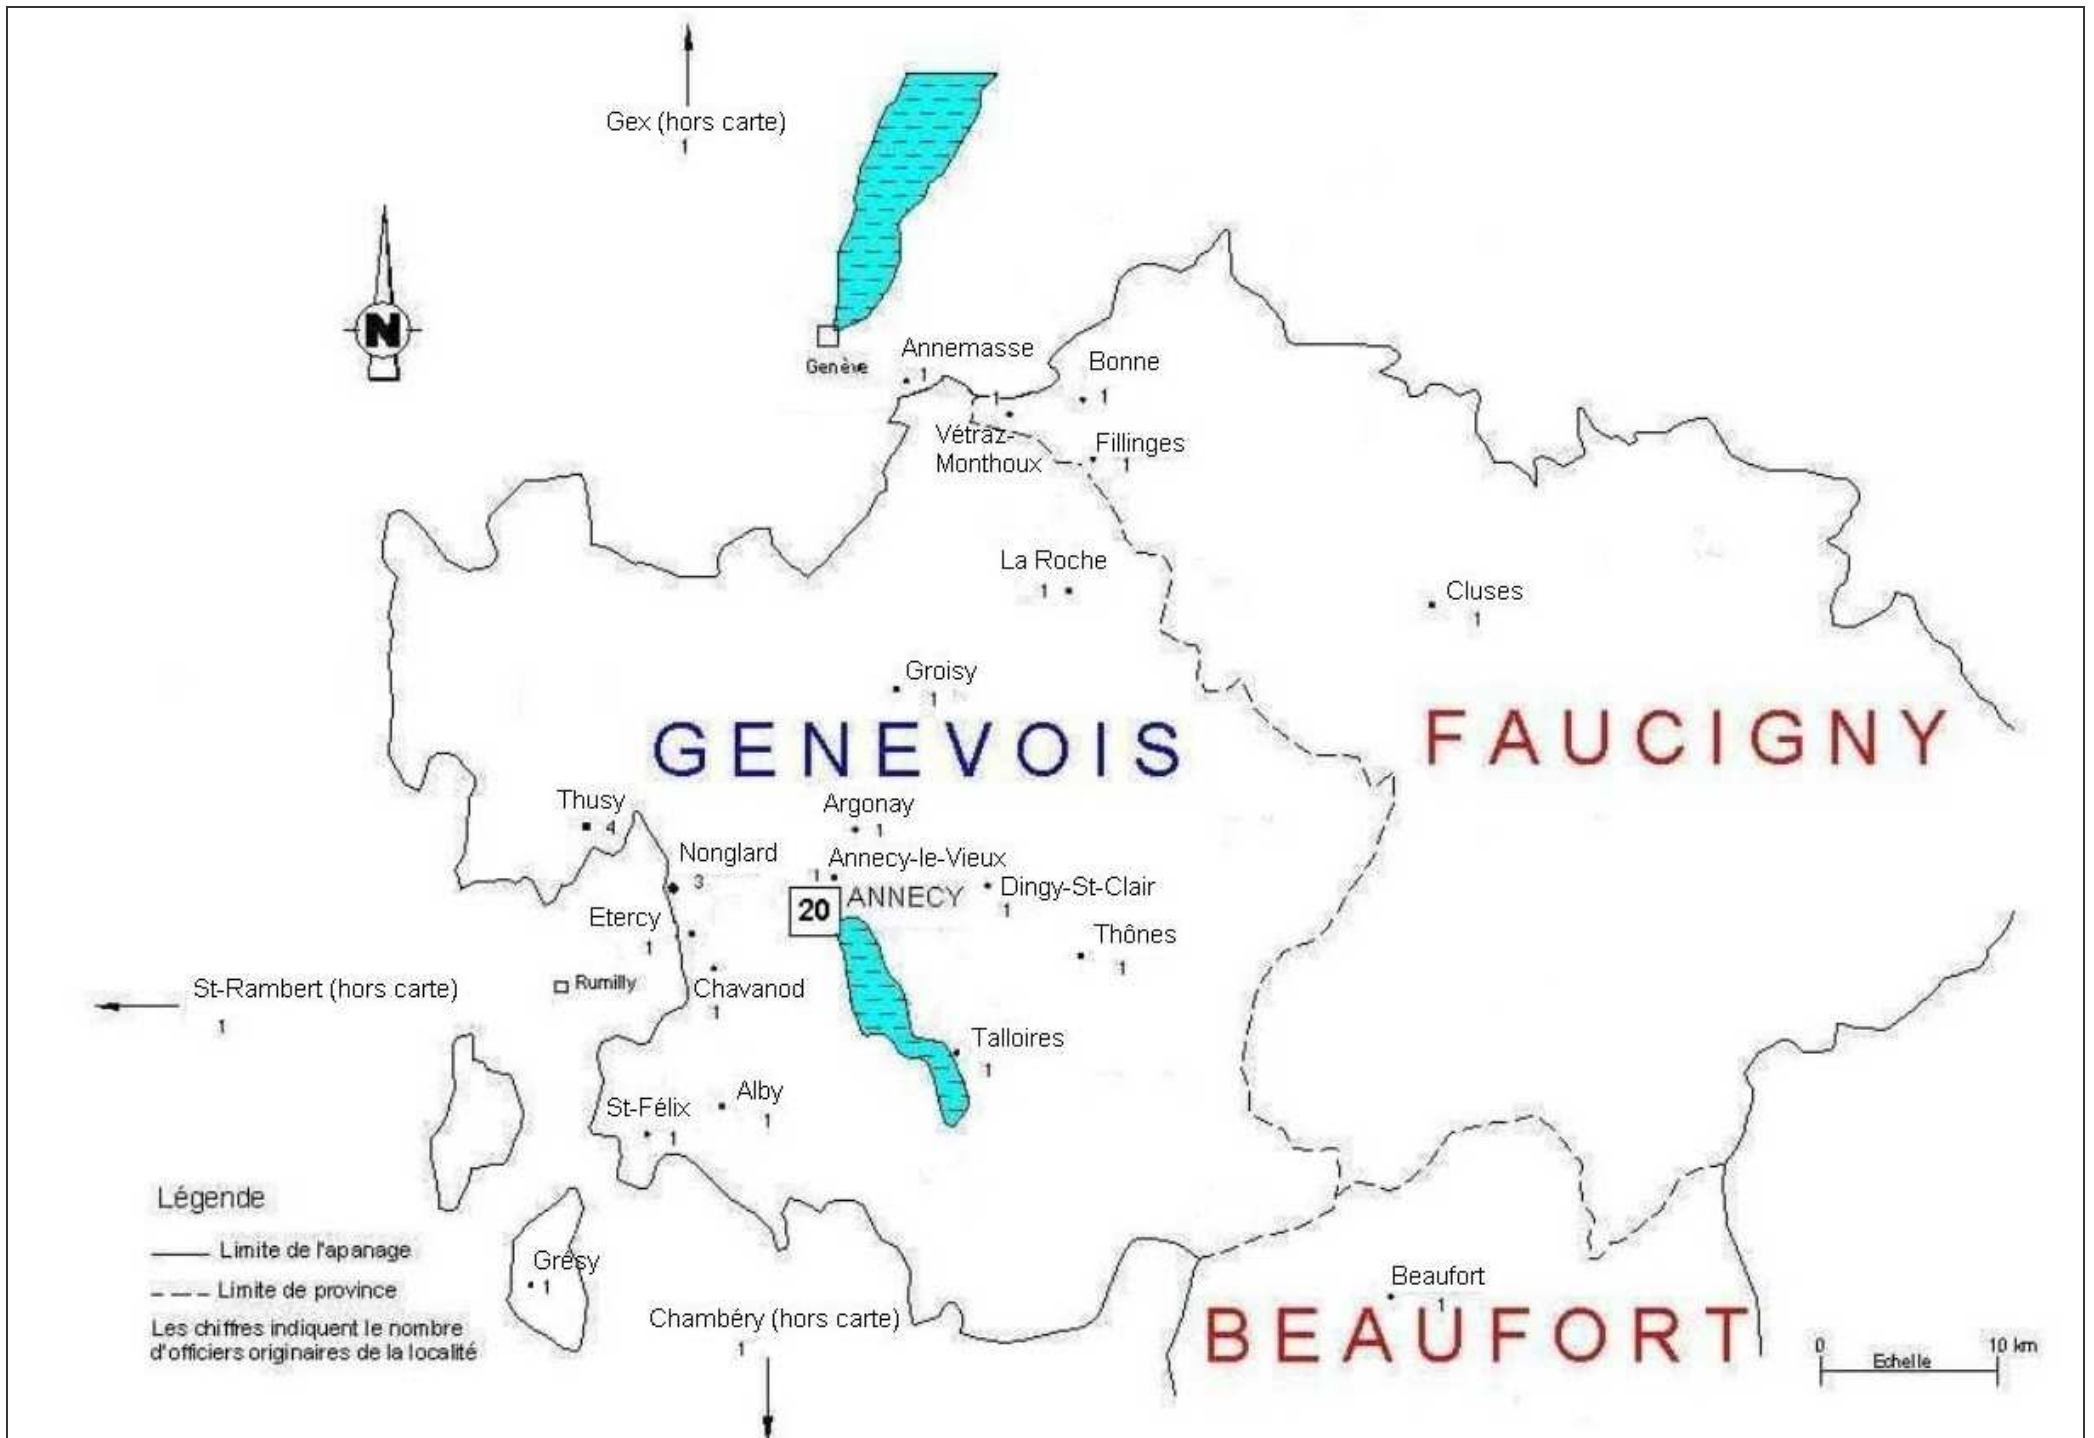 Gex (hors carte)
1
N
Genève
Annemasse
1
Bonne
1
1
Vétraz-
Monthoux
Fillinges
1
La Roche
1
Cluses
1
Groisy
1
GENEVOIS
FAUCIGNY
Thusy
4
Argonay
1
Nonglard
3
Annecy-le-Vieux
1
20
ANNECY
Dingy-St-Clair
1
Etercy
1
Thônes
1
Rumilly
St-Rambert (hors carte)
1
Chavanod
1
Talloires
1
Alby
1
St-Félix
1
Légende
Limite de l'apanage
Limite de province
Les chiffres indiquent le nombre
d'officiers originaires de la localité
Grésy
1
Chambéry (hors carte)
1
Beaufort
1
BEAUFORT
0 10 km
Echelle